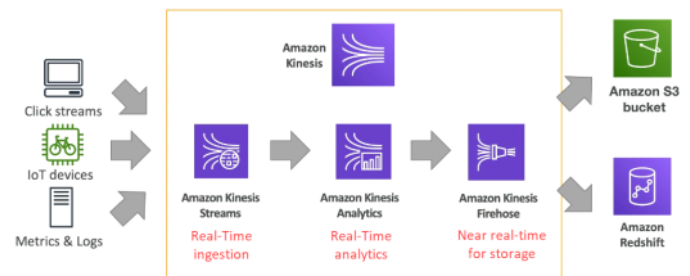 Amazon
Kinesis
Click streams
IoT devices
Metrics & Logs
Amazon Kinesis
Streams
Real-Time
ingestion
Amazon Kinesis
Analytics
Real-Time
analytics
Amazon Kinesis
Firehose
Near real-time
for storage
Amazon S3
bucket
Amazon
Redshift